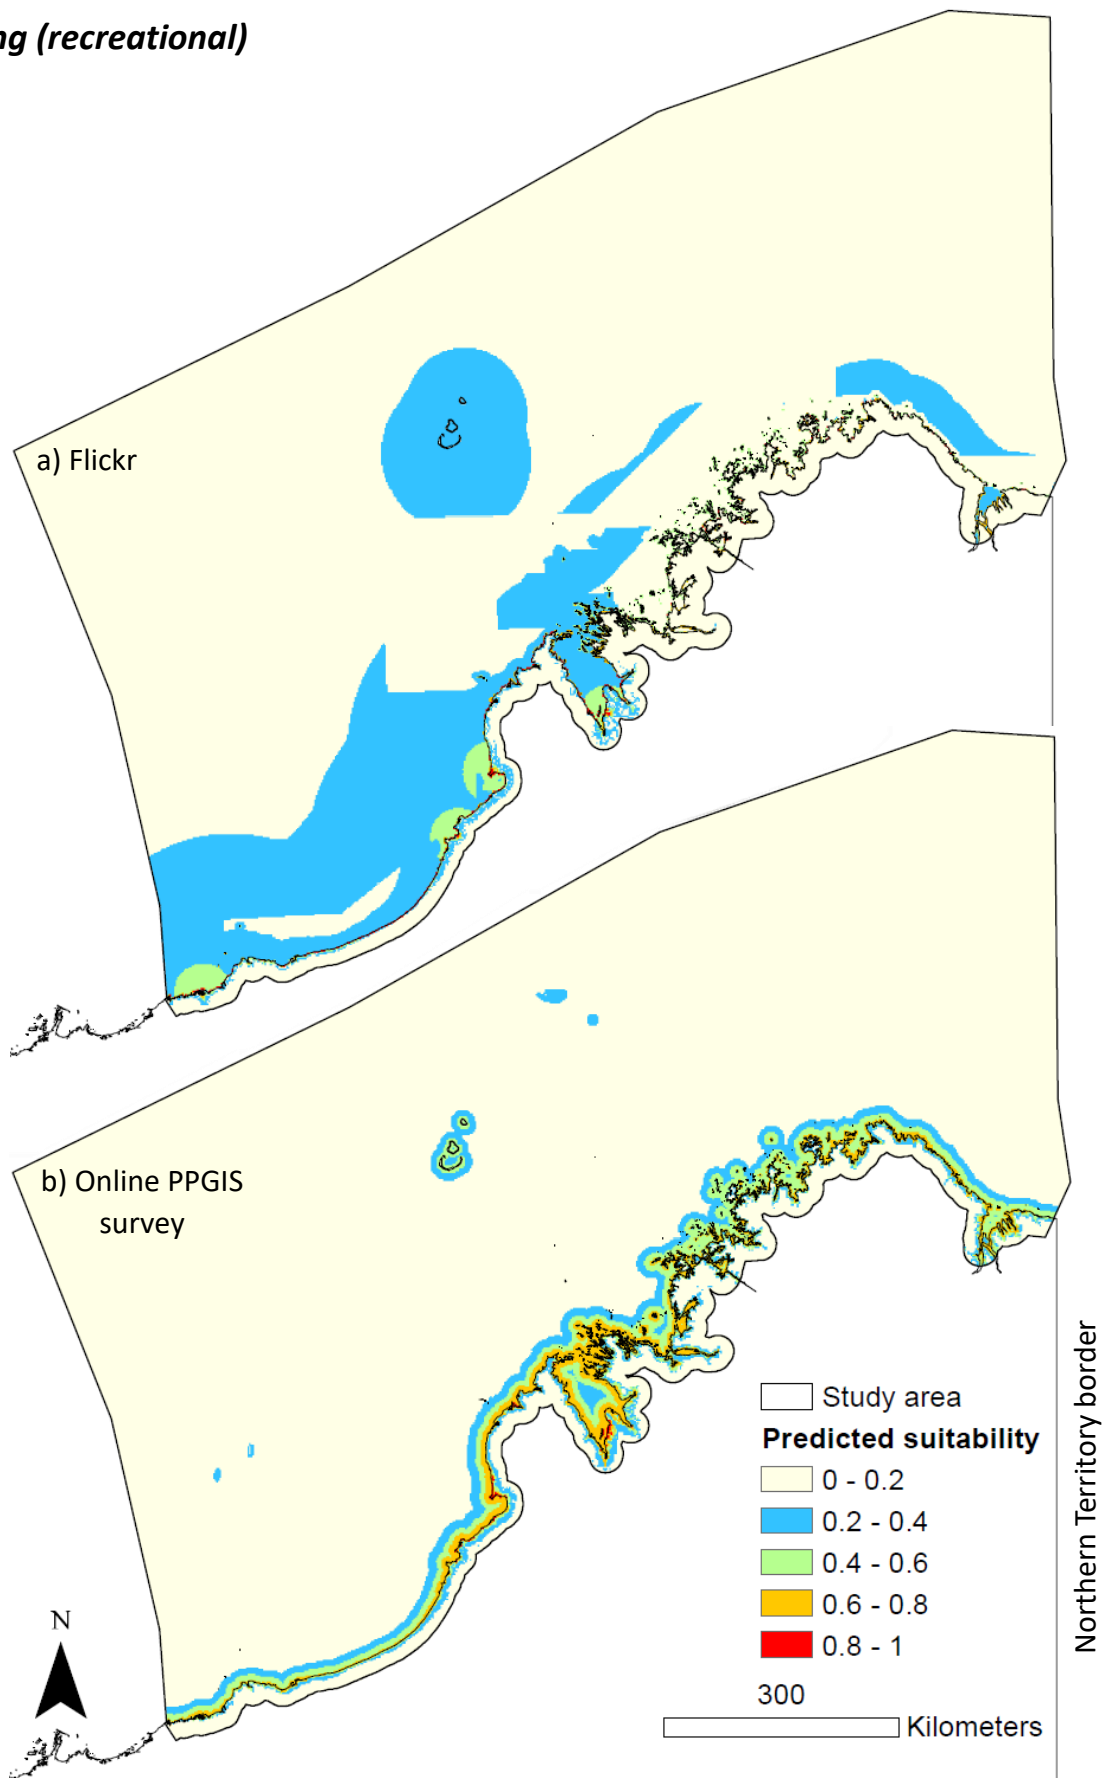 ng (recreational)
a) Flickr
b) Online PPGIS
survey
Study area
Predicted suitability
0 - 0.2
0.2 - 0.4
0.4 - 0.6
0.6 - 0.8
0.8 - 1
300
Kilometers
N
Northern Territory border